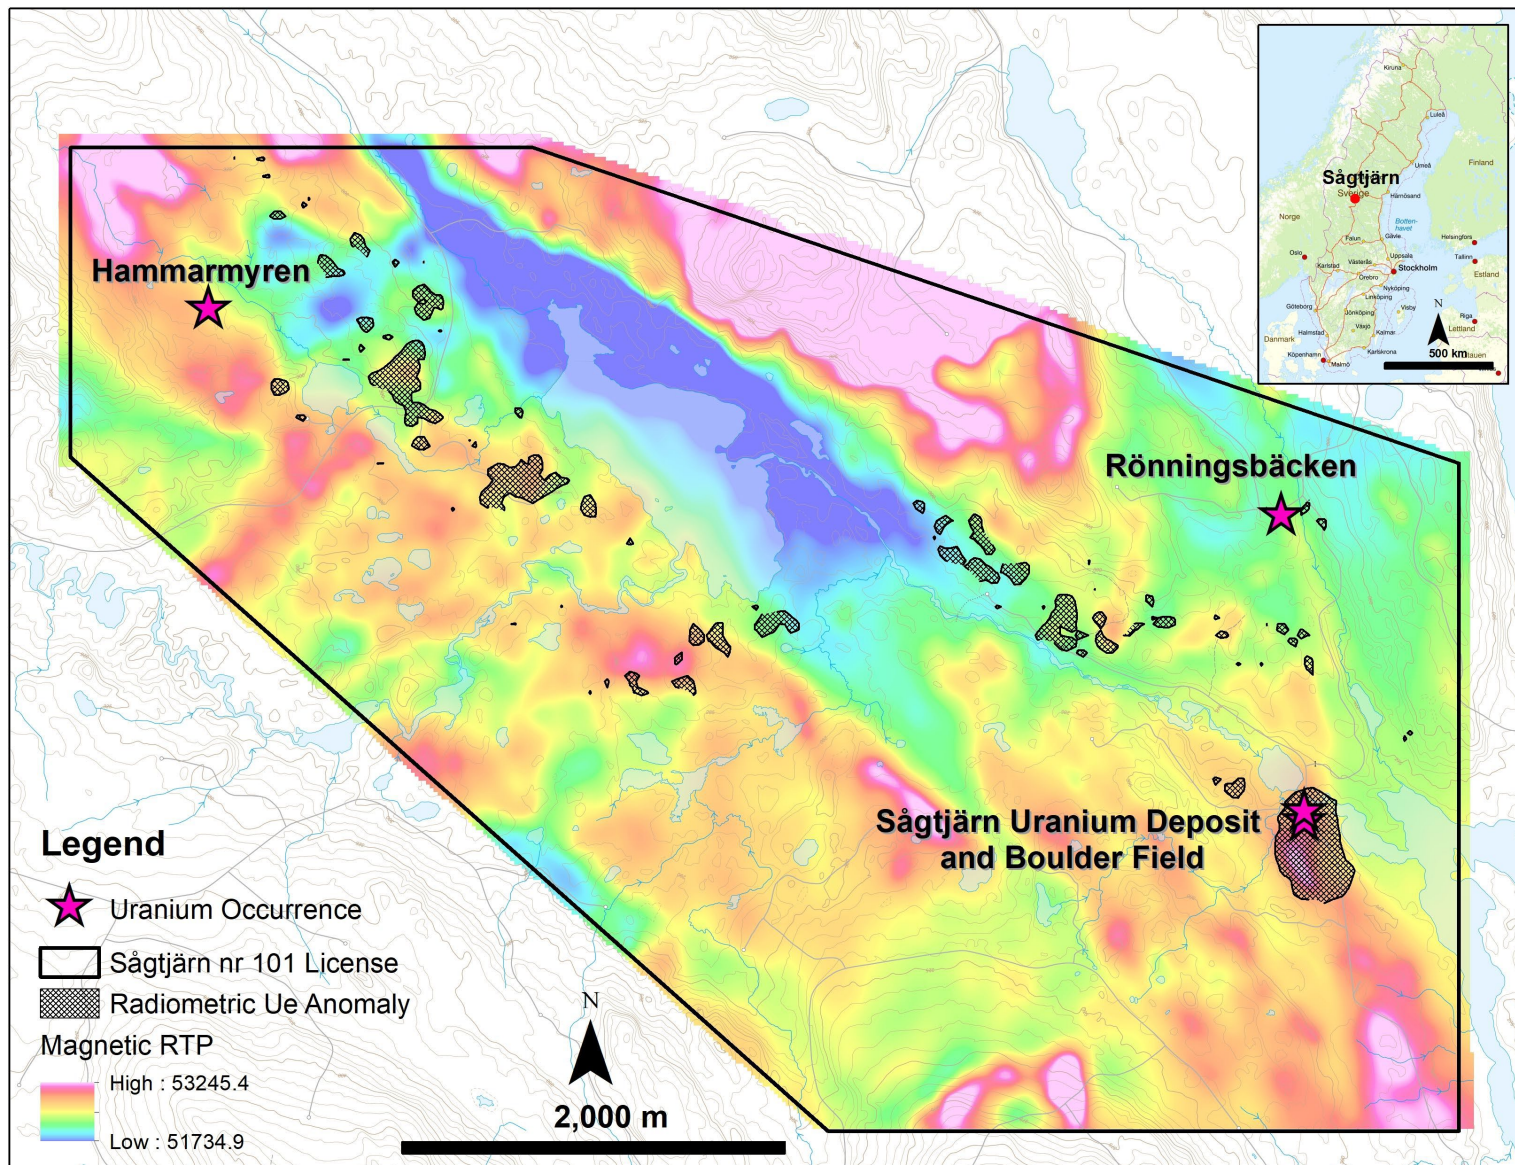 Hammarmyren
Rönningsbäcken
Sågtjärn Uranium Deposit
and Boulder Field
Legend
Uranium Occurrence
Sågtjärn nr 101 License
Radiometric Ue Anomaly
Magnetic RTP
High : 53245.4
Low : 51734.9
N
2,000 m
Kiruna
Luleå
Umeå
Finland
Sågtjärn
Sverige
Härnösand
Norge
Botten-
havet
Falun
Gävle
Helsingfors
Oslo
Uppsala
Tallinn
Karlstad
Västerås
Stockholm
Estland
Örebro
Nyköping
Linköping
Göteborg
Jönköping
Visby
N
Riga
Halmstad
Växjö
Kalmar
Lettland
Danmark
Karlskrona
500 km
Köpenhamn
Malmö